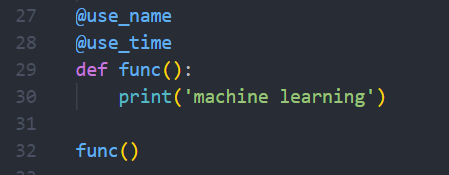 27 @use_name
28 @use_time
29 def func():
30     print('machine learning')
31
32 func()